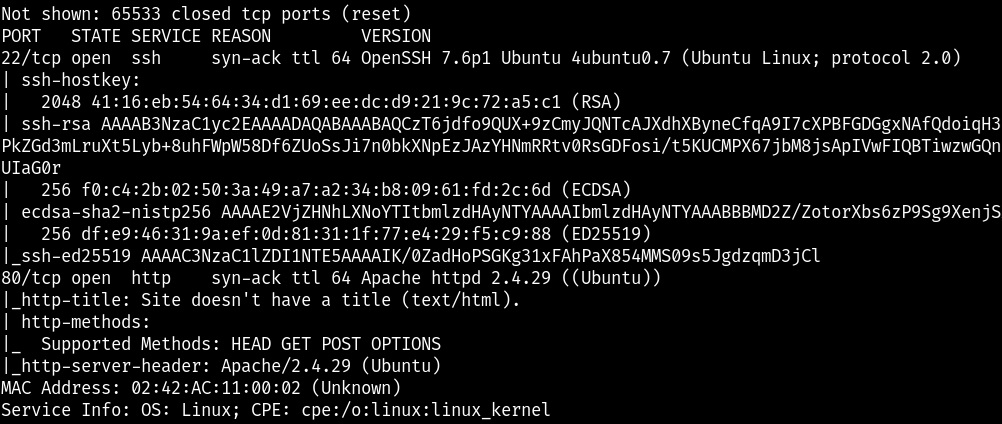 Not shown: 65533 closed tcp ports (reset)
PORT   STATE SERVICE REASON         VERSION
22/tcp open  ssh     syn-ack ttl 64 OpenSSH 7.6p1 Ubuntu 4ubuntu0.7 (Ubuntu Linux; protocol 2.0)
| ssh-hostkey:
|   2048 41:16:eb:54:64:34:d1:69:ee:dc:d9:21:9c:72:a5:c1 (RSA)
| ssh-rsa AAAAB3NzaC1yc2EAAAADAQABAAABAQCzT6jdfo9QUX+9zCmyJQNTcAJXdhXByneCfqA9I7cXPBFGDGgxNAfQdoiqH3
PkZGd3mLruXt5Lyb+8uhFWpW58Df6ZUoSsJi7n0bkXNpEzJAzYHNmRRtv0RsGDFosi/t5KUCMPX67jbM8jsApIVwFIQBTiwzwGQn
UIaG0r
|   256 f0:c4:2b:02:50:3a:49:a7:a2:34:b8:09:61:fd:2c:6d (ECDSA)
| ecdsa-sha2-nistp256 AAAAE2VjZHNhLXNoYTItbmlzdHAyNTYAAAAIbmlzdHAyNTYAAABBBMD2Z/ZotorXbs6zP9Sg9XenjS
|   256 df:e9:46:31:9a:ef:0d:81:31:1f:77:e4:29:f5:c9:88 (ED25519)
|_ssh-ed25519 AAAAC3NzaC1lZDI1NTE5AAAAIK/0ZadHoPSGKg31xFAhPaX854MMS09s5JgdzqmD3jCl
80/tcp open  http    syn-ack ttl 64 Apache httpd 2.4.29 ((Ubuntu))
|_http-title: Site doesn't have a title (text/html).
| http-methods:
|_  Supported Methods: HEAD GET POST OPTIONS
|_http-server-header: Apache/2.4.29 (Ubuntu)
MAC Address: 02:42:AC:11:00:02 (Unknown)
Service Info: OS: Linux; CPE: cpe:/o:linux:linux_kernel